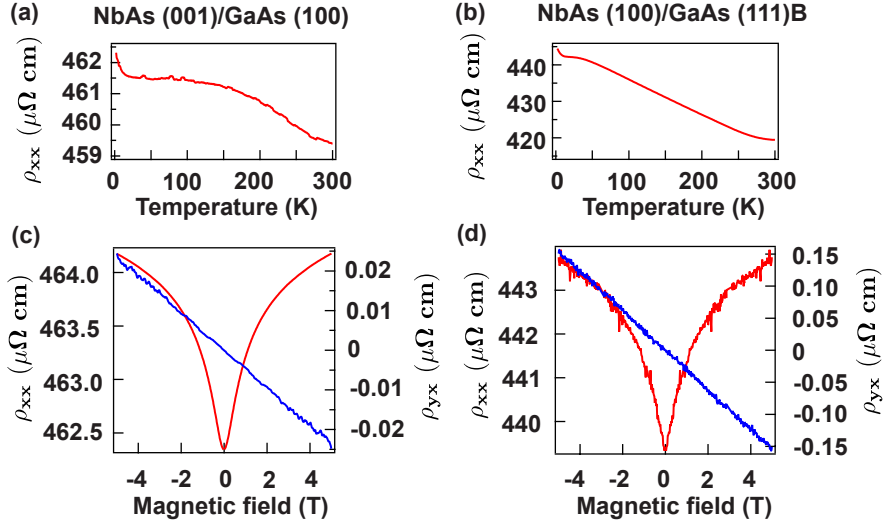 (a) NbAs (001)/GaAs (100)
ρxx (μΩ cm)
462
461
460
459
0 100 200 300
Temperature (K)
(b) NbAs (100)/GaAs (111)B
ρxx (μΩ cm)
440
430
420
0 100 200 300
Temperature (K)
(c)
ρxx (μΩ cm)
464.0
463.5
463.0
462.5
-4 -2 0 2 4
Magnetic field (T)
0.02
0.01
0
-0.01
-0.02
ρyx (μΩ cm)
(d)
ρxx (μΩ cm)
443
442
441
440
-4 -2 0 2 4
Magnetic field (T)
0.15
0.10
0.05
0
-0.05
-0.10
-0.15
ρyx (μΩ cm)